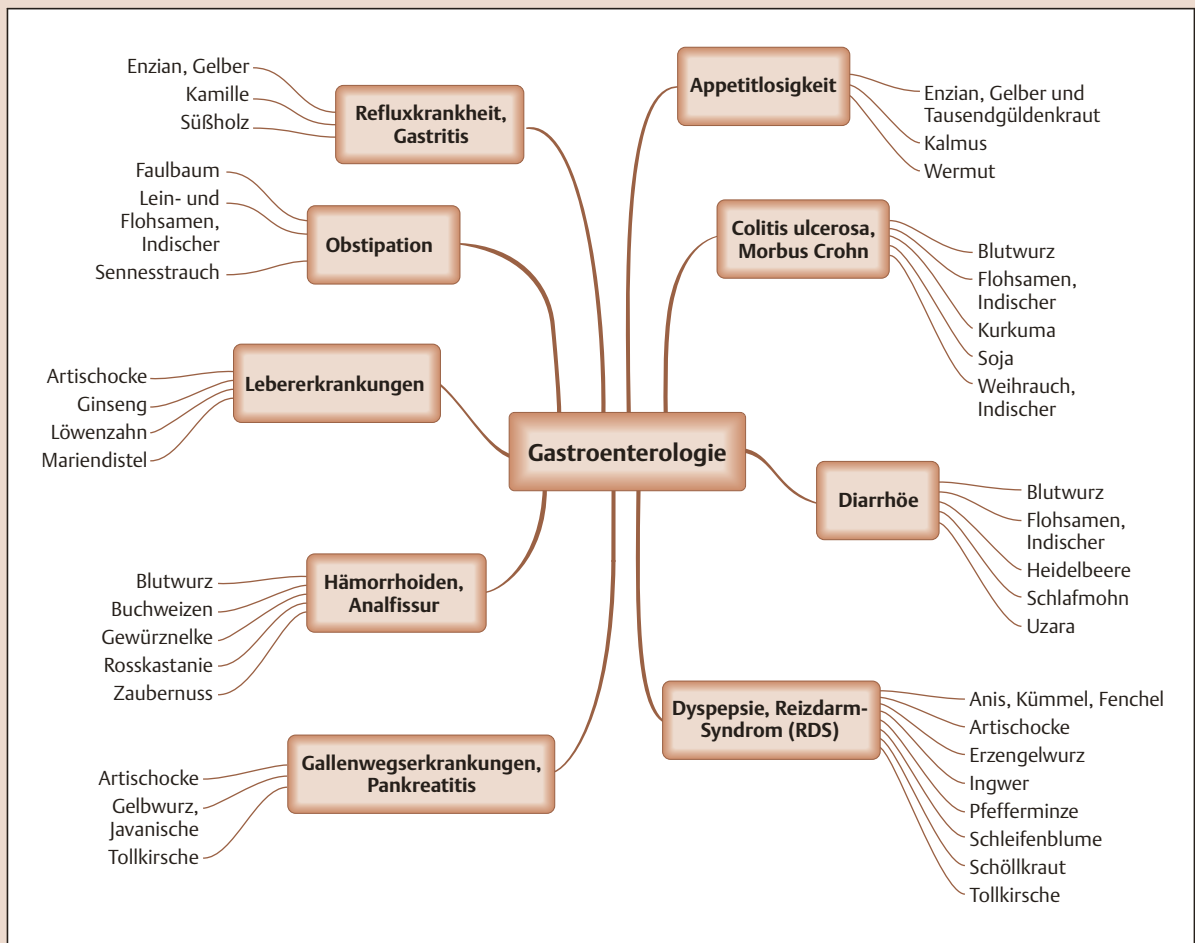 Enzian, Gelber
Kamille
Süßholz
Refluxkrankheit,
Gastritis
Faulbaum
Lein- und
Flohsamen,
Indischer
Sennesstrauch
Obstipation
Artischocke
Ginseng
Löwenzahn
Mariendistel
Lebererkrankungen
Blutwurz
Buchweizen
Gewürznelke
Rosskastanie
Zaubernuss
Hämorrhoiden,
Analfissur
Artischocke
Gelbwurz,
Javanische
Tollkirsche
Gallenwegserkrankungen,
Pankreatitis
Gastroenterologie
Appetitlosigkeit
Enzian, Gelber und
Tausendgüldenkraut
Kalmus
Wermut
Colitis ulcerosa,
Morbus Crohn
Blutwurz
Flohsamen,
Indischer
Kurkuma
Soja
Weihrauch,
Indischer
Diarrhöe
Blutwurz
Flohsamen,
Indischer
Heidelbeere
Schlafmohn
Uzara
Dyspepsie, Reizdarm-
Syndrom (RDS)
Anis, Kümmel, Fenchel
Artischocke
Erzengelwurz
Ingwer
Pfefferminze
Schleifenblume
Schöllkraut
Tollkirsche